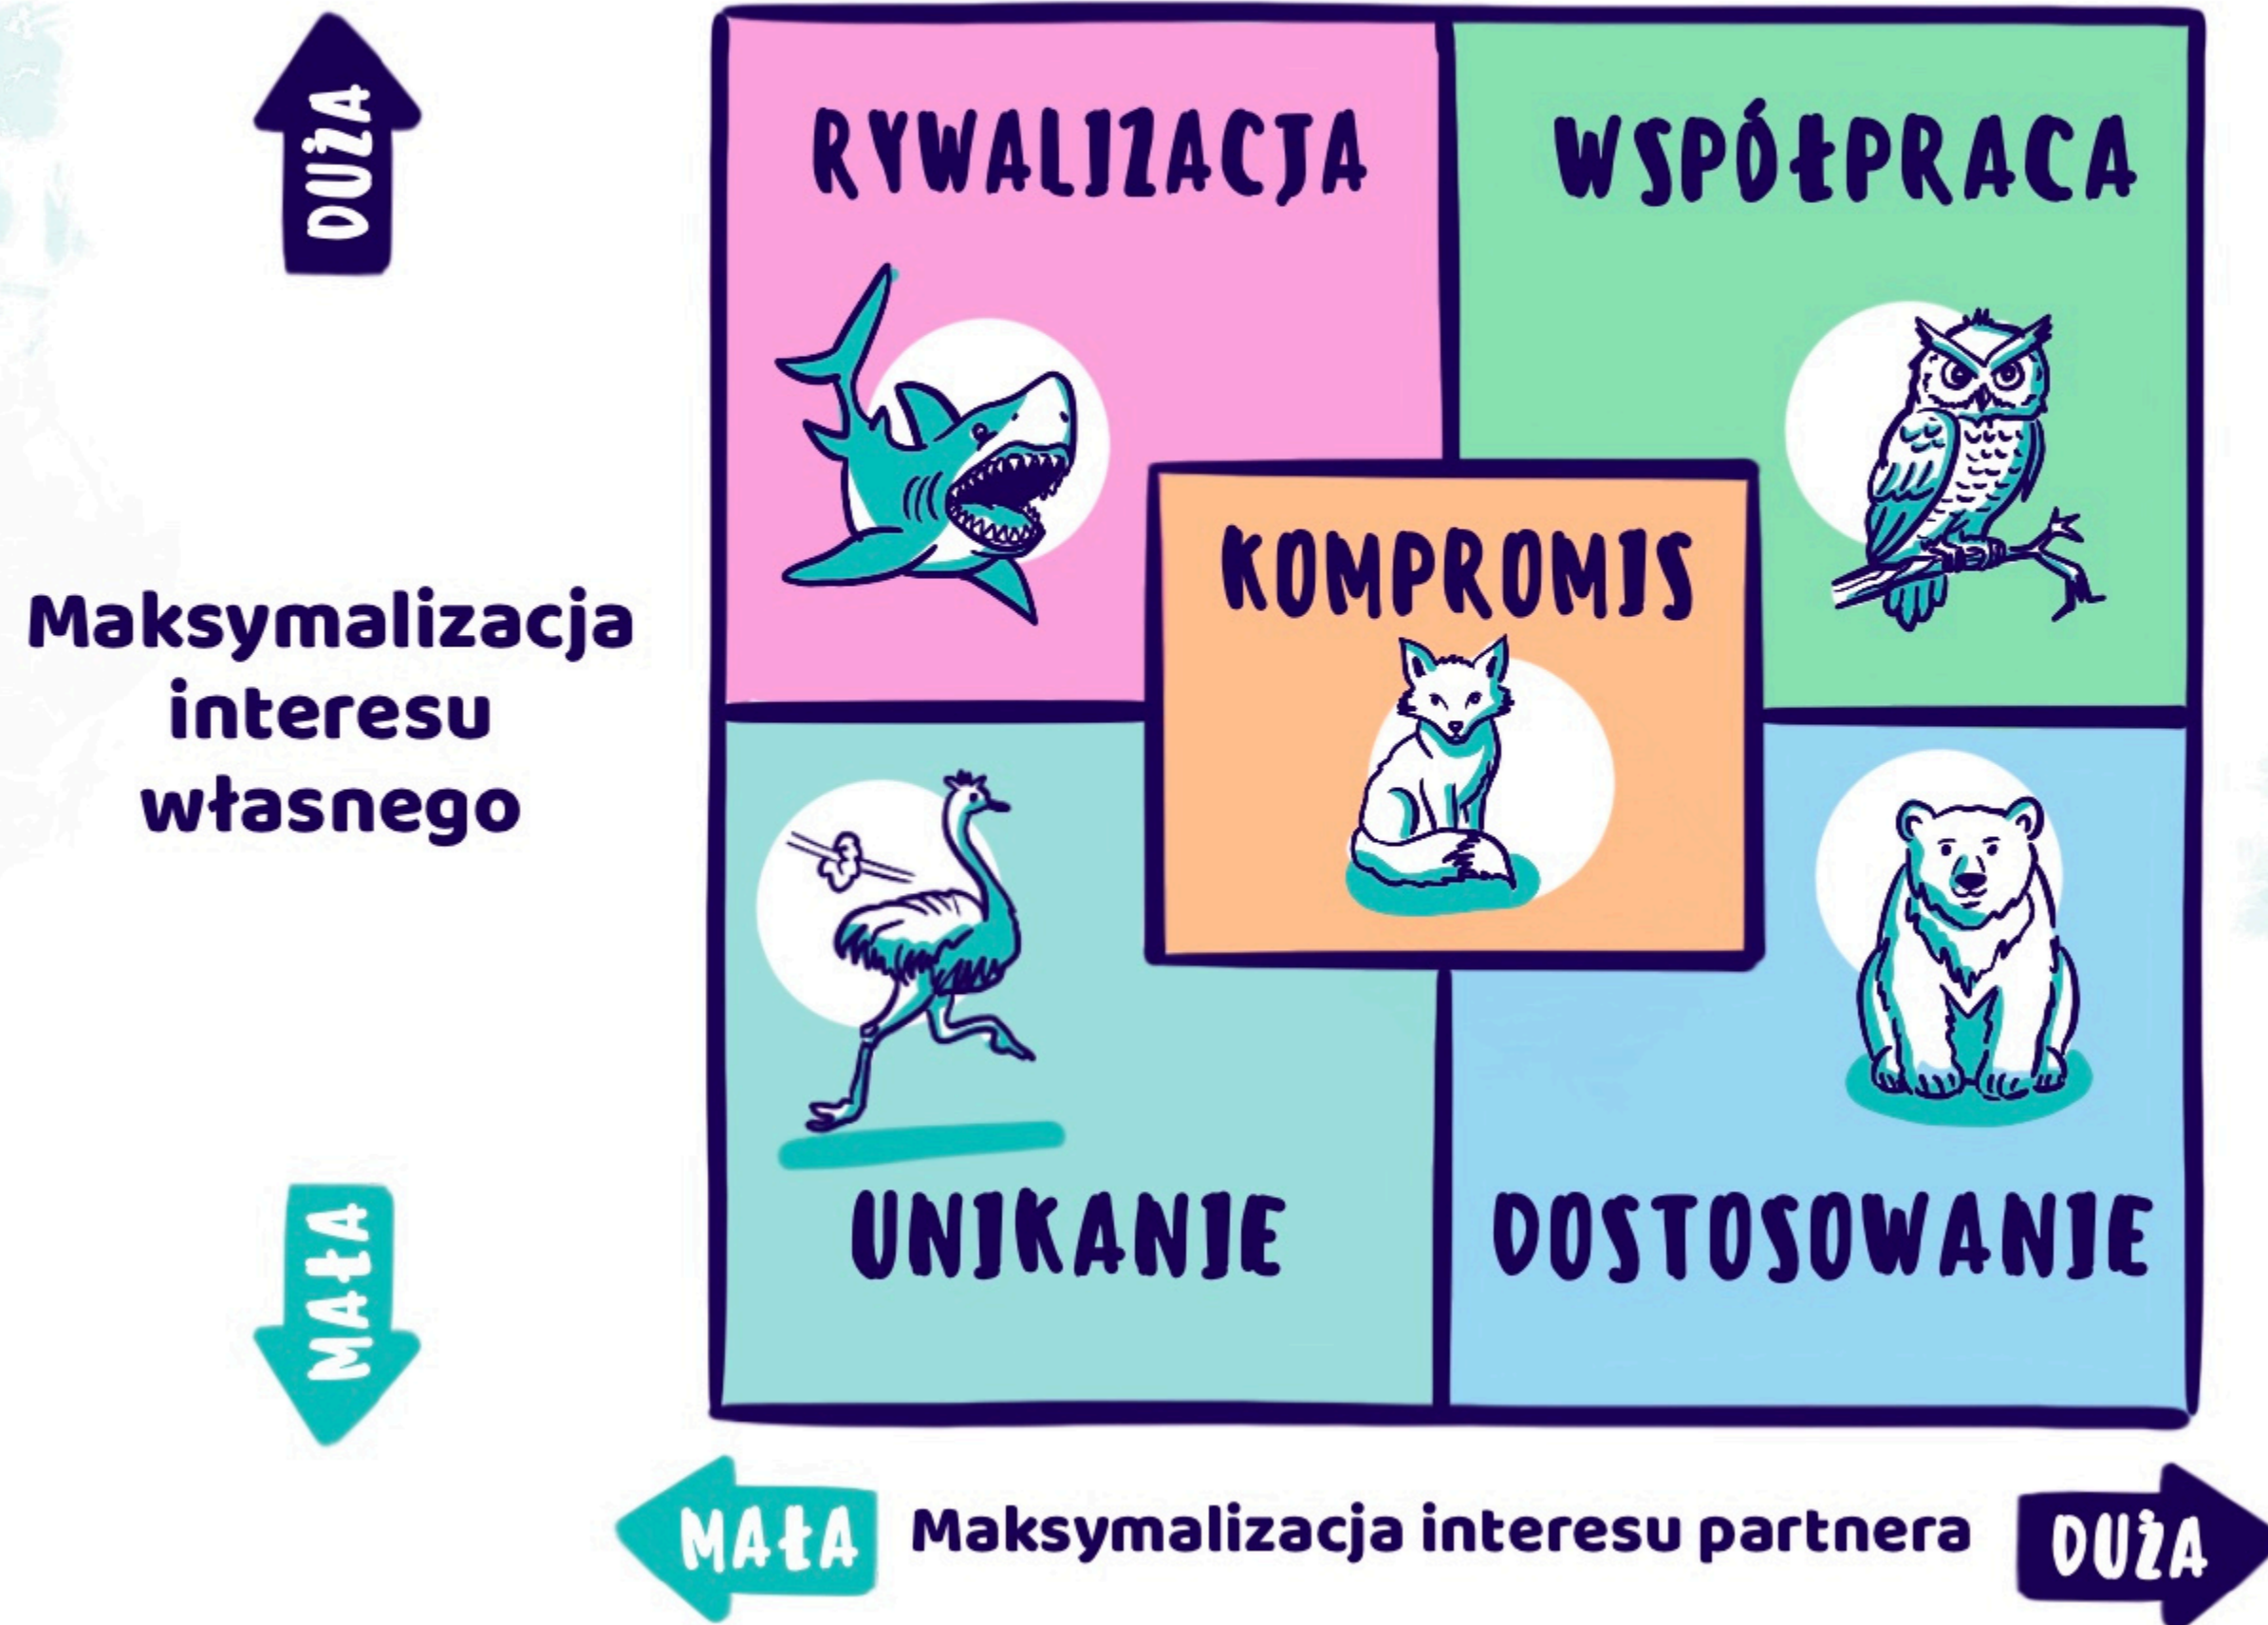 DUŻA
RYWALIZACJA
WSPÓŁPRACA
KOMPROMIS
Maksymalizacja
interesu
własnego
MAŁA
UNIKANIE
DOSTOSOWANIE
MAŁA
Maksymalizacja interesu partnera
DUŻA